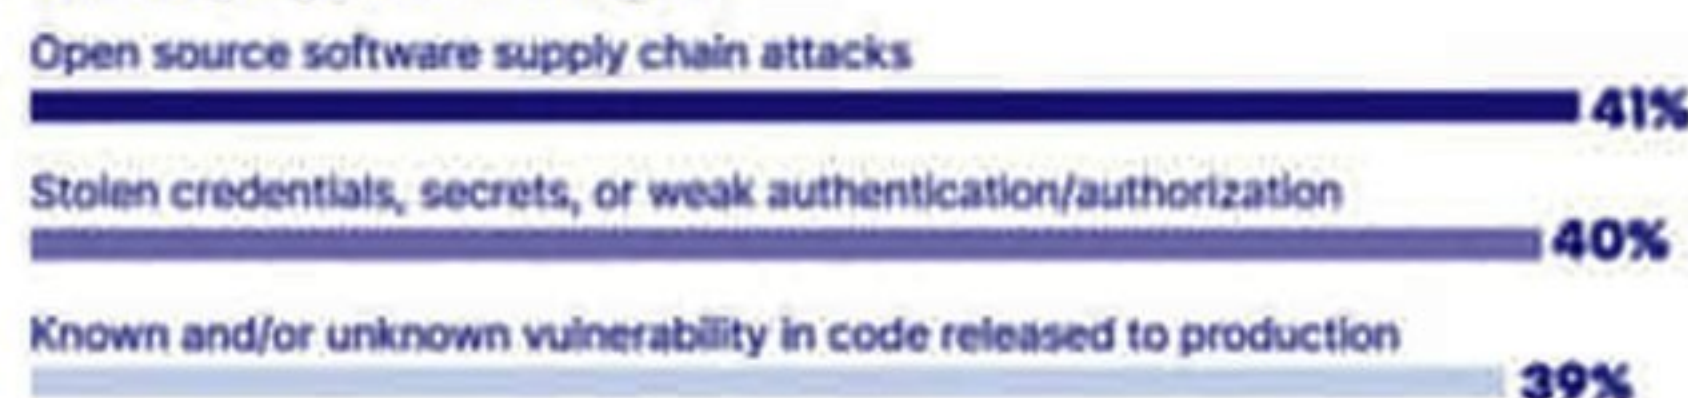 Open source software supply chain attacks
41%
Stolen credentials, secrets, or weak authentication/authorization
40%
Known and/or unknown vulnerability in code released to production
39%